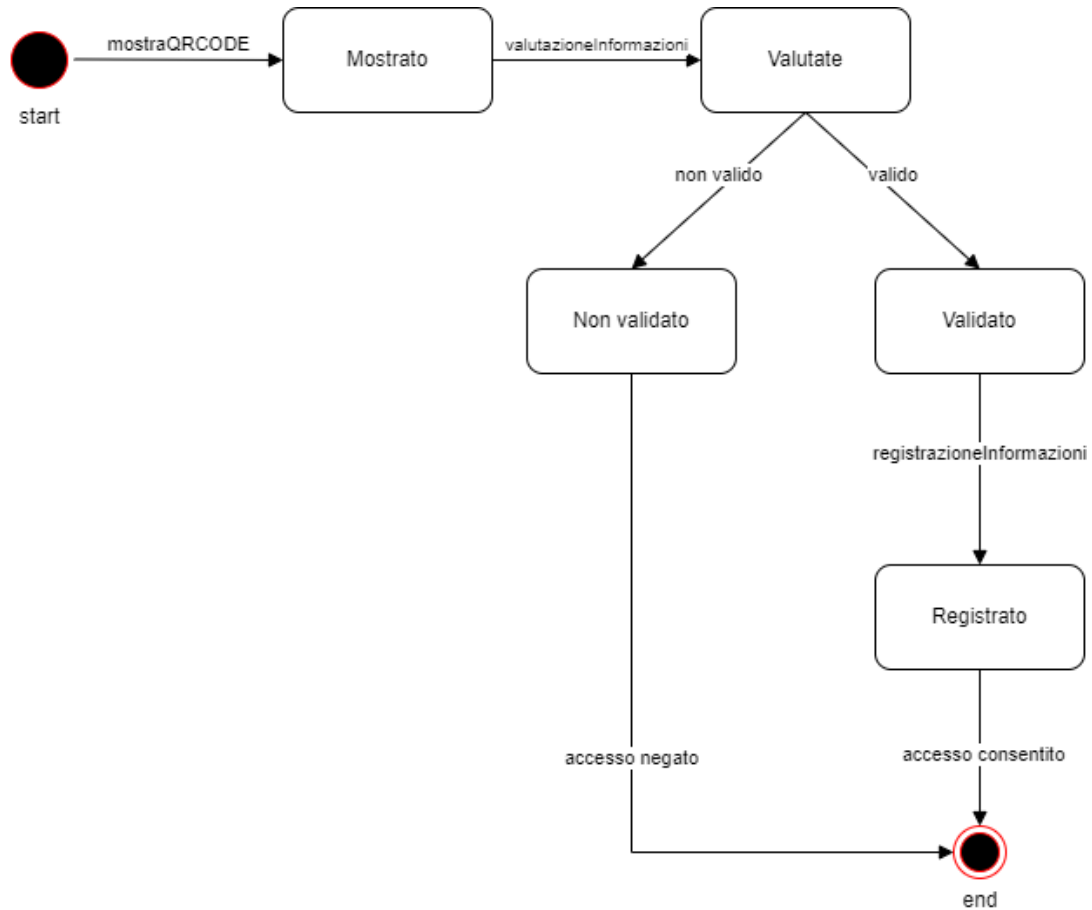 mostraQRCODE
Mostrato
valutazioneInformazioni
Valutate
start
non valido
valido
Non validato
Validato
registrazioneInformazioni
Registrato
accesso negato
accesso consentito
end